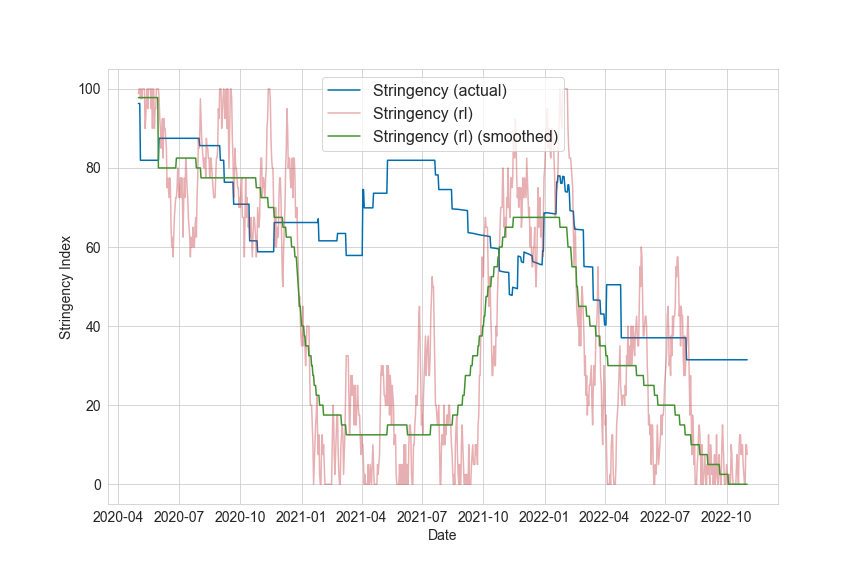 Stringency (actual)
Stringency (rl)
Stringency (rl) (smoothed)
Stringency Index
100
80
60
40
20
0
2020-04 2020-07 2020-10 2021-01 2021-04 2021-07 2021-10 2022-01 2022-04 2022-07 2022-10
Date